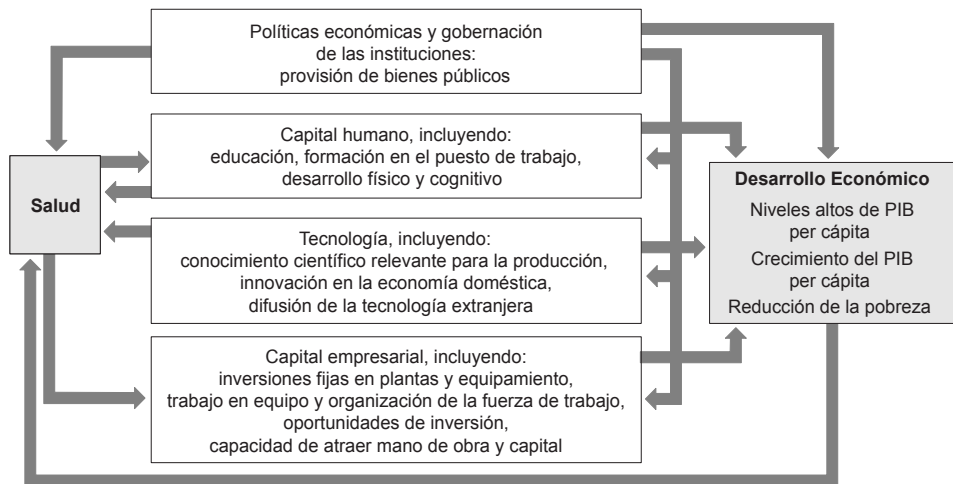 Políticas económicas y gobernación
de las instituciones:
provisión de bienes públicos
Capital humano, incluyendo:
educación, formación en el puesto de trabajo,
desarrollo físico y cognitivo
Salud
Tecnología, incluyendo:
conocimiento científico relevante para la producción,
innovación en la economía doméstica,
difusión de la tecnología extranjera
Capital empresarial, incluyendo:
inversiones fijas en plantas y equipamiento,
trabajo en equipo y organización de la fuerza de trabajo,
oportunidades de inversión,
capacidad de atraer mano de obra y capital
Desarrollo Económico
Niveles altos de PIB
per cápita
Crecimiento del PIB
per cápita
Reducción de la pobreza